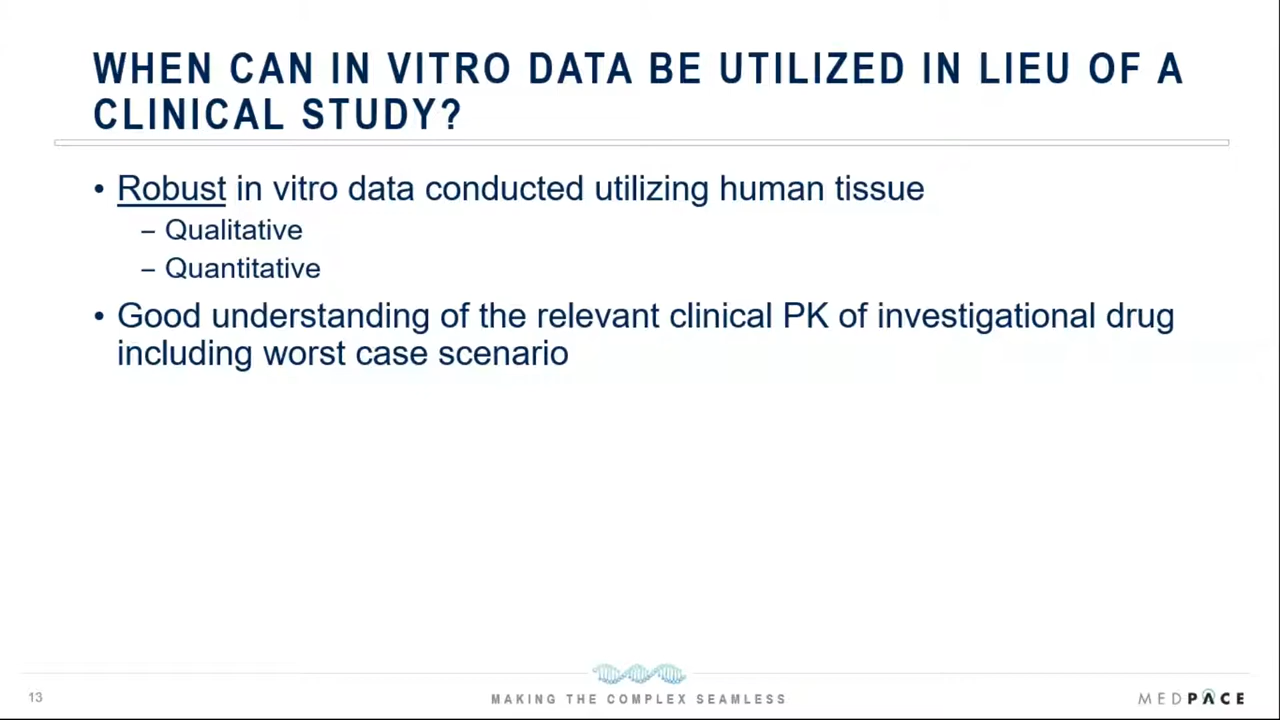 WHEN CAN IN VITRO DATA BE UTILIZED IN LIEU OF A
CLINICAL STUDY?
• Robust in vitro data conducted utilizing human tissue
– Qualitative
– Quantitative
• Good understanding of the relevant clinical PK of investigational drug
including worst case scenario
13
MAKING THE COMPLEX SEAMLESS
MEDPACE